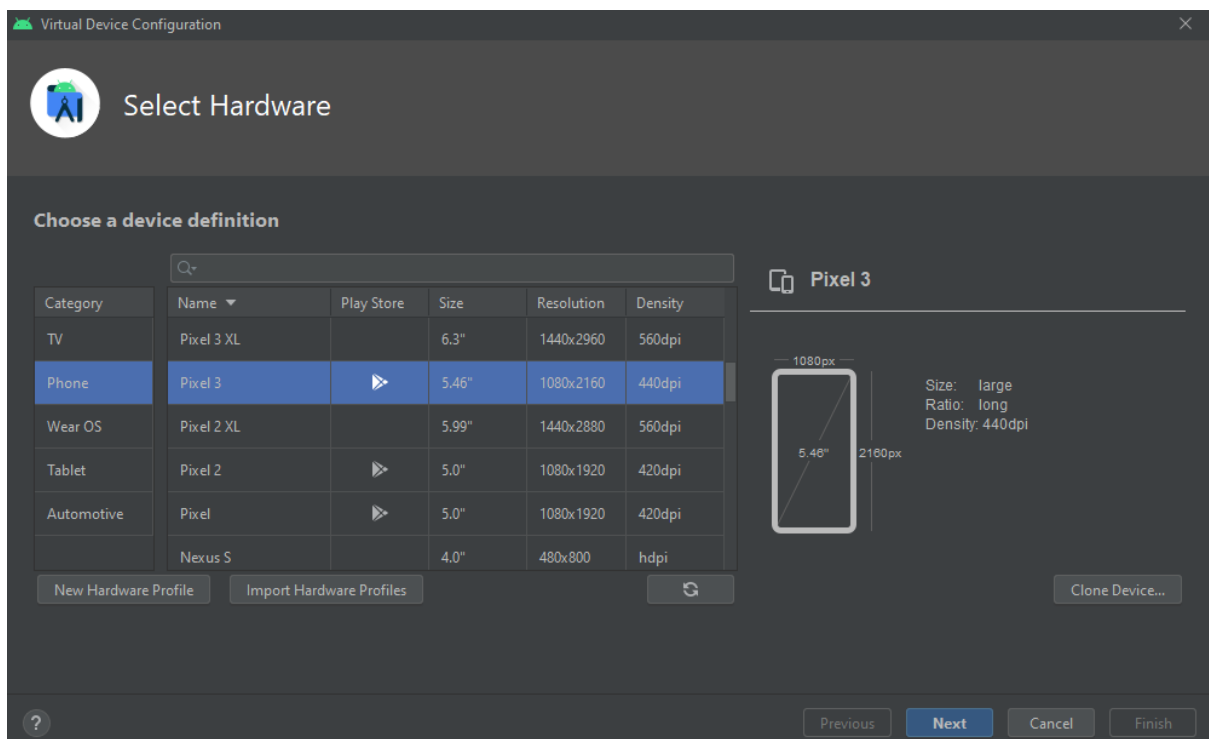 Virtual Device Configuration
Select Hardware
Choose a device definition
Category
Name Play Store Size Resolution Density
TV
Phone
Wear OS
Tablet
Automotive
Pixel 3 XL 6.3" 1440x2960 560dpi
Pixel 3 5.46" 1080x2160 440dpi
Pixel 2 XL 5.99" 1440x2880 560dpi
Pixel 2 5.0" 1080x1920 420dpi
Pixel 5.0" 1080x1920 420dpi
Nexus S 4.0" 480x800 hdpi
New Hardware Profile Import Hardware Profiles
Pixel 3
1080px
5.46" 2160px
Size: large
Ratio: long
Density: 440dpi
Clone Device...
? Previous Next Cancel Finish